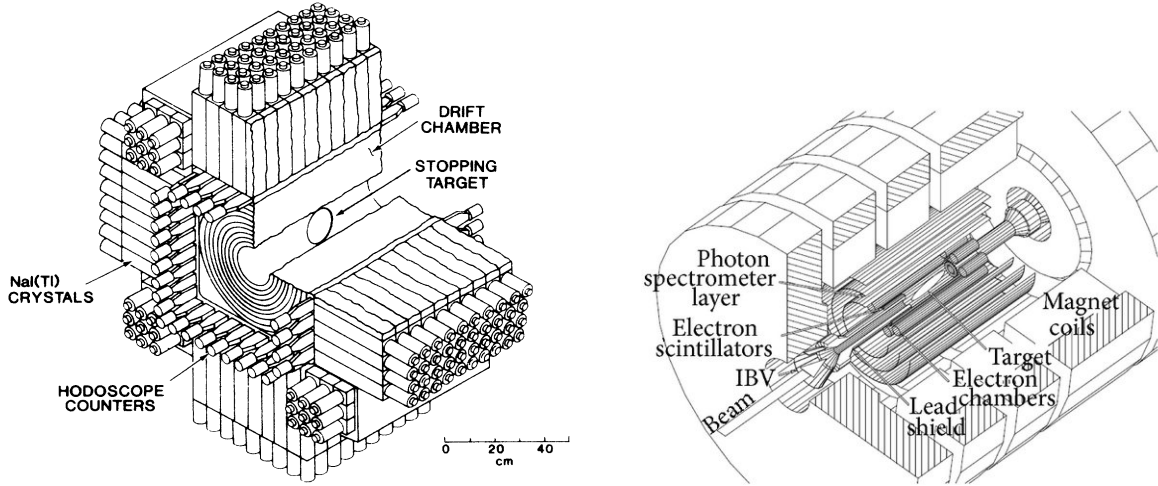 DRIFT
CHAMBER
STOPPING
TARGET
NaI(Tl)
CRYSTALS
HODOSCOPE
COUNTERS
0 20 40
cm
Photon
spectrometer
layer
Electron
scintillators
IBV
Beam
Magnet
coils
Target
Electron
chambers
Lead
shield